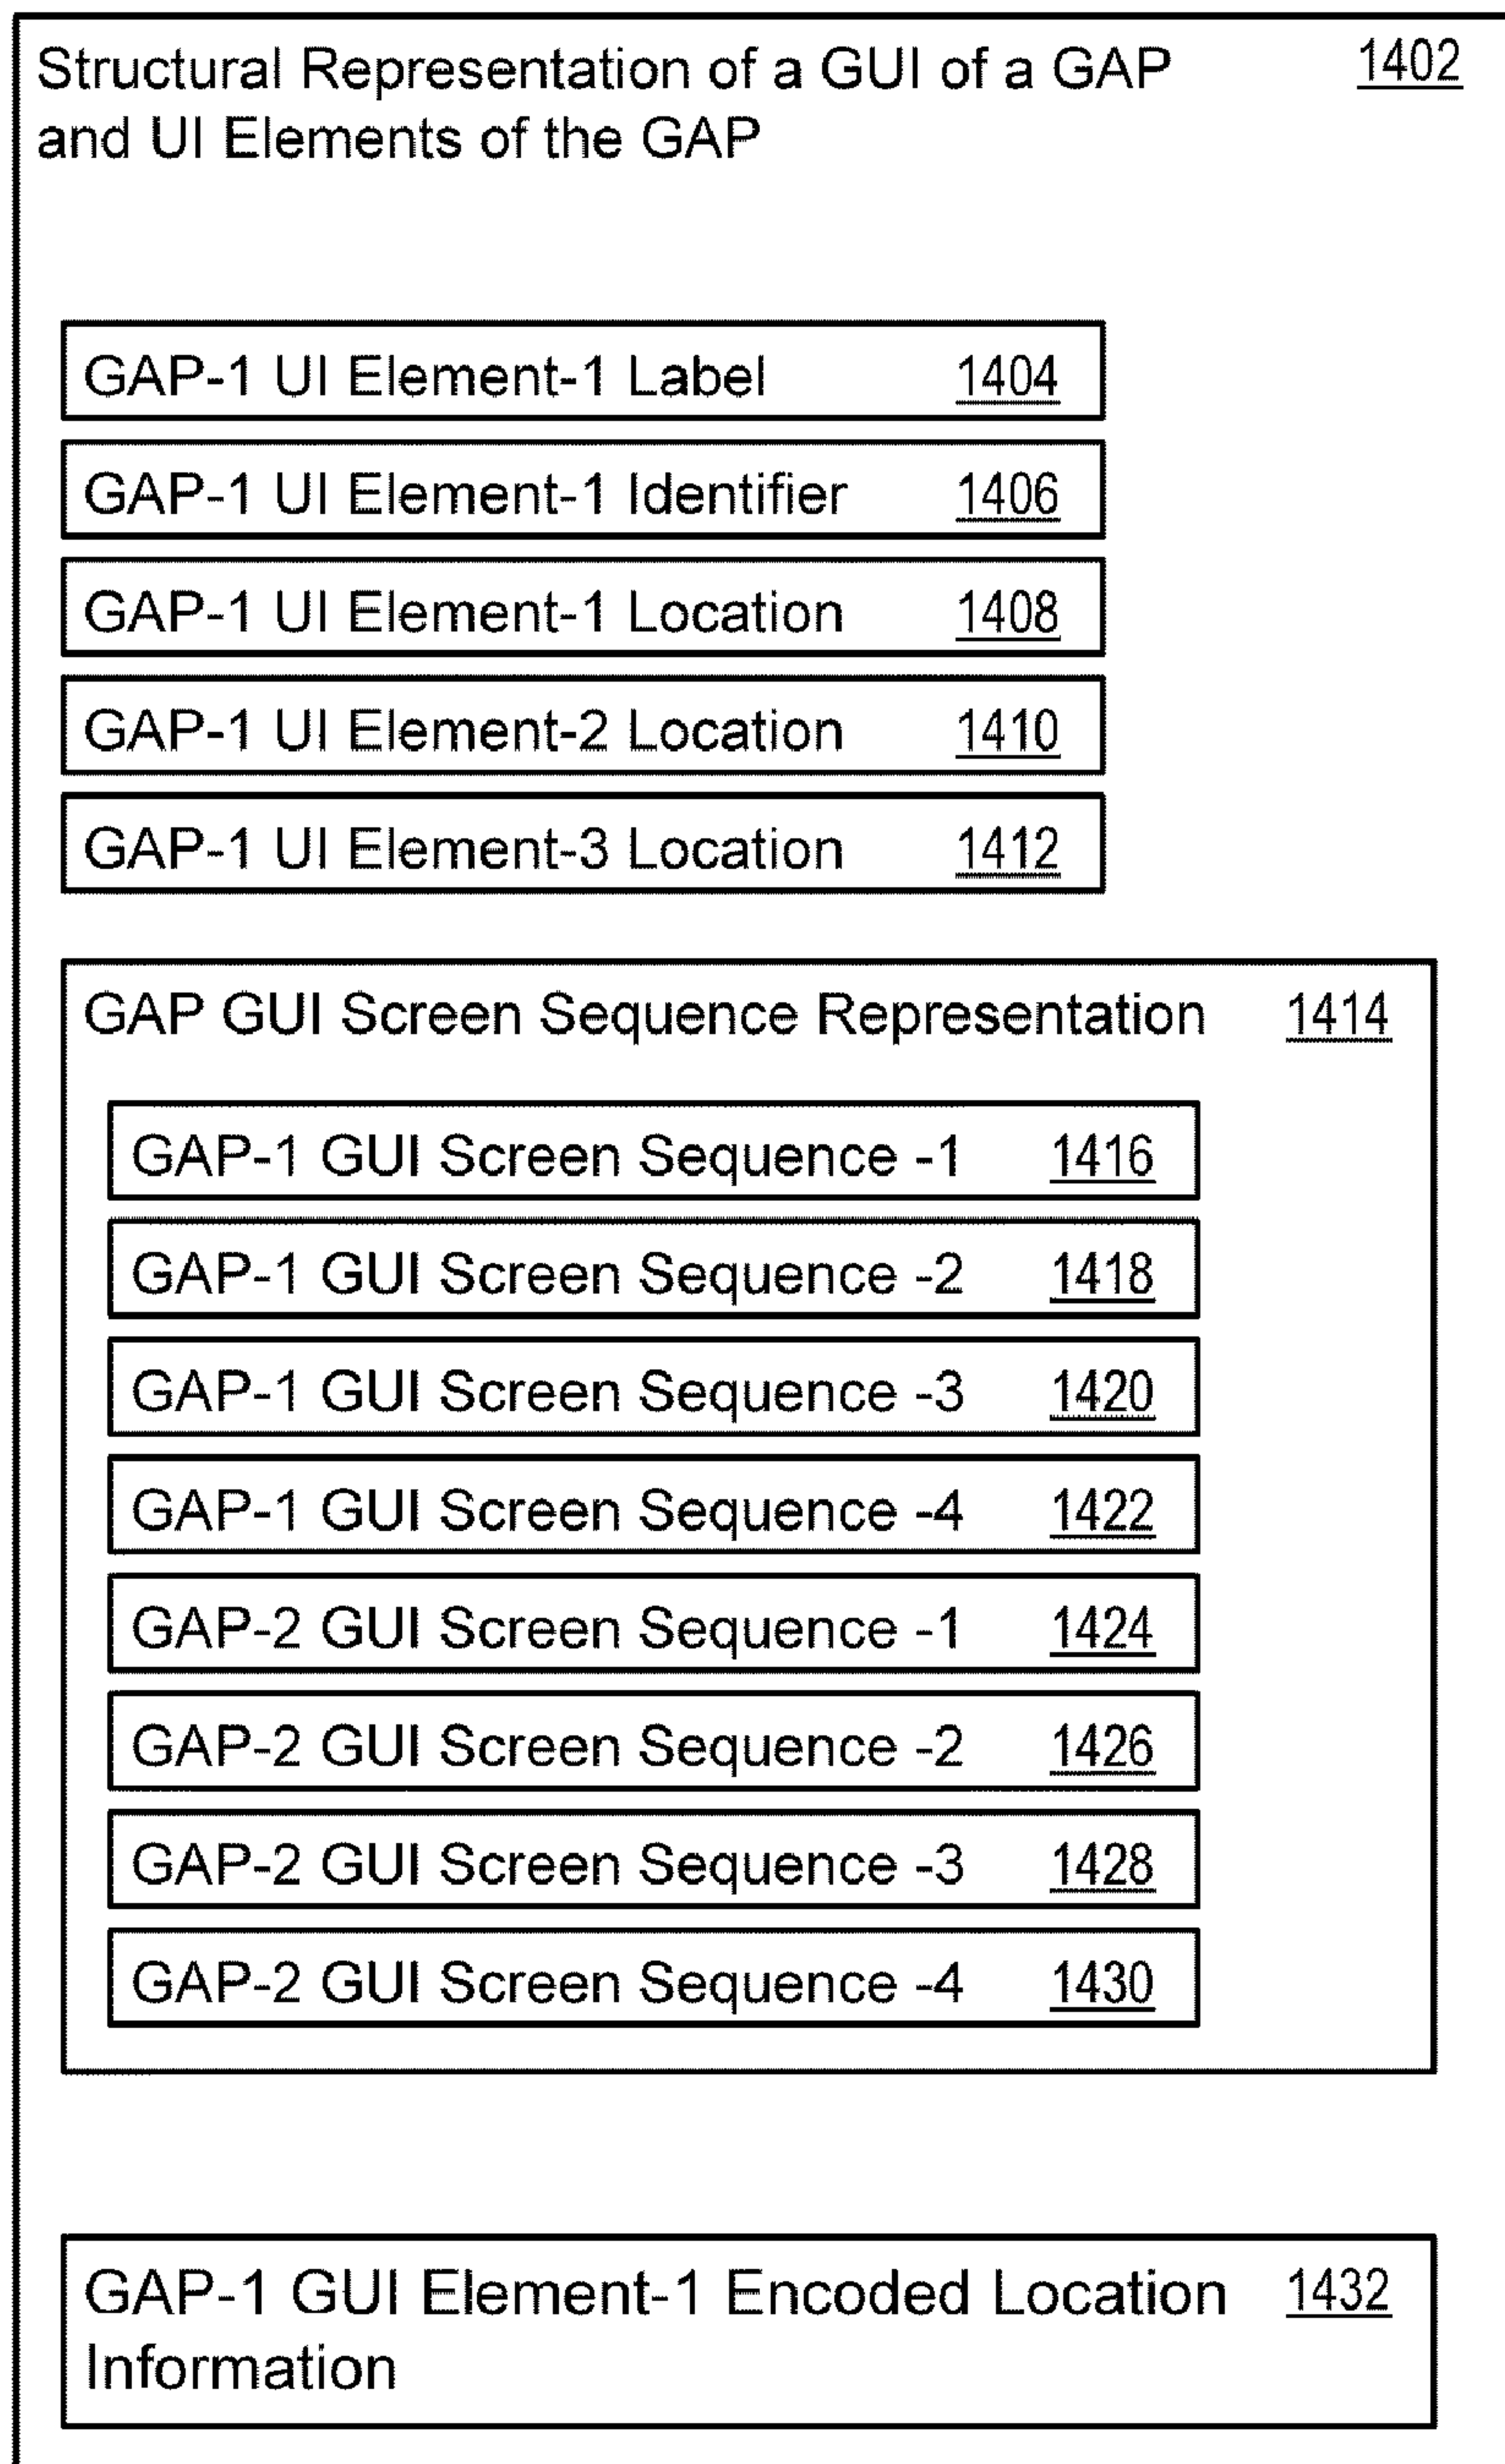 Structural Representation of a GUI of a GAP 1402
and UI Elements of the GAP
GAP-1 UI Element-1 Label 1404
GAP-1 UI Element-1 Identifier 1406
GAP-1 UI Element-1 Location 1408
GAP-1 UI Element-2 Location 1410
GAP-1 UI Element-3 Location 1412
GAP GUI Screen Sequence Representation 1414
GAP-1 GUI Screen Sequence -1 1416
GAP-1 GUI Screen Sequence -2 1418
GAP-1 GUI Screen Sequence -3 1420
GAP-1 GUI Screen Sequence -4 1422
GAP-2 GUI Screen Sequence -1 1424
GAP-2 GUI Screen Sequence -2 1426
GAP-2 GUI Screen Sequence -3 1428
GAP-2 GUI Screen Sequence -4 1430
GAP-1 GUI Element-1 Encoded Location 1432
Information